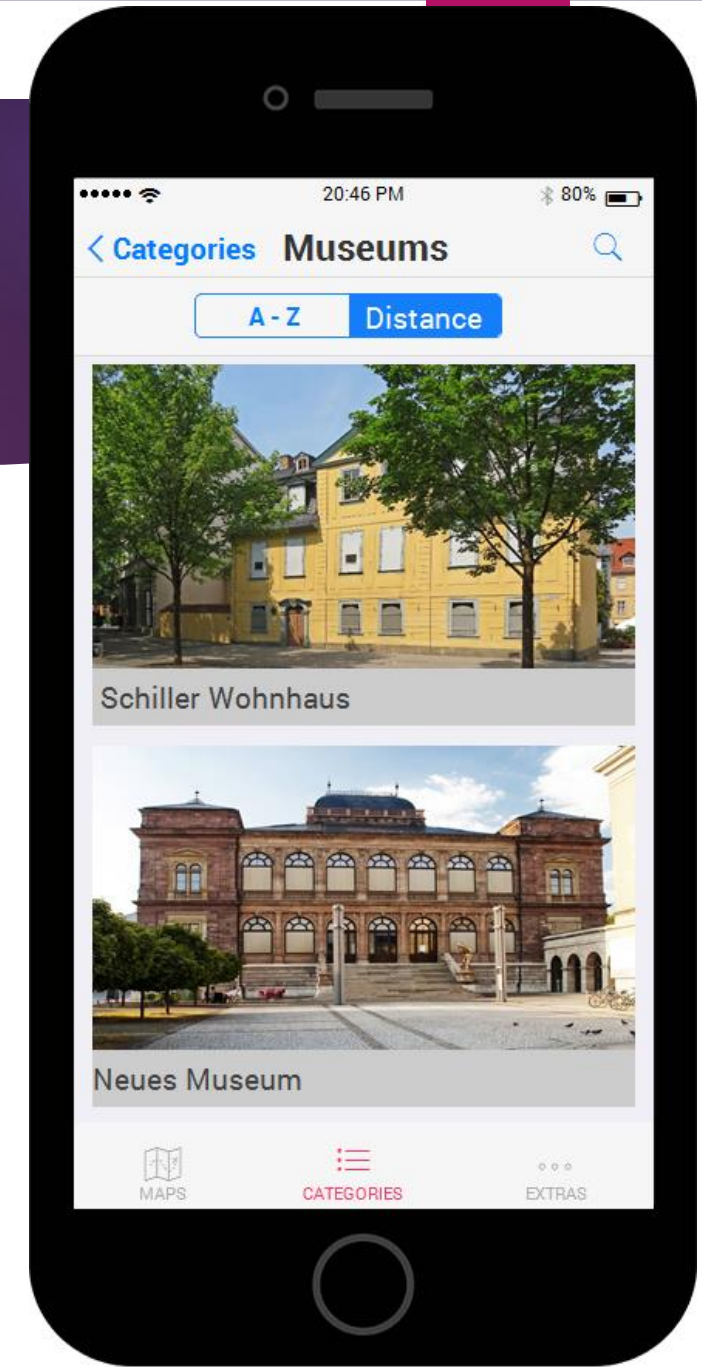 20:46 PM 80%
< Categories Museums
A - Z Distance
Schiller Wohnhaus
Neues Museum
MAPS CATEGORIES EXTRAS